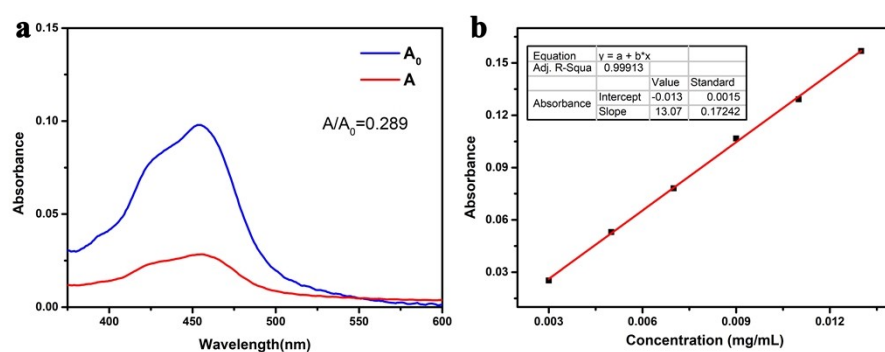 a
0.15
0.10
0.05
0.00
Absorbance
A₀
A
A/A₀=0.289
400
450
500
550
600
Wavelength(nm)
b
0.15
0.12
0.09
0.06
0.03
Absorbance
Equation y = a + b*x
Adj. R-Squa 0.99913
Value Standard
Absorbance Intercept -0.013 0.0015
Slope 13.07 0.17242
0.003
0.006
0.009
0.012
Concentration (mg/mL)